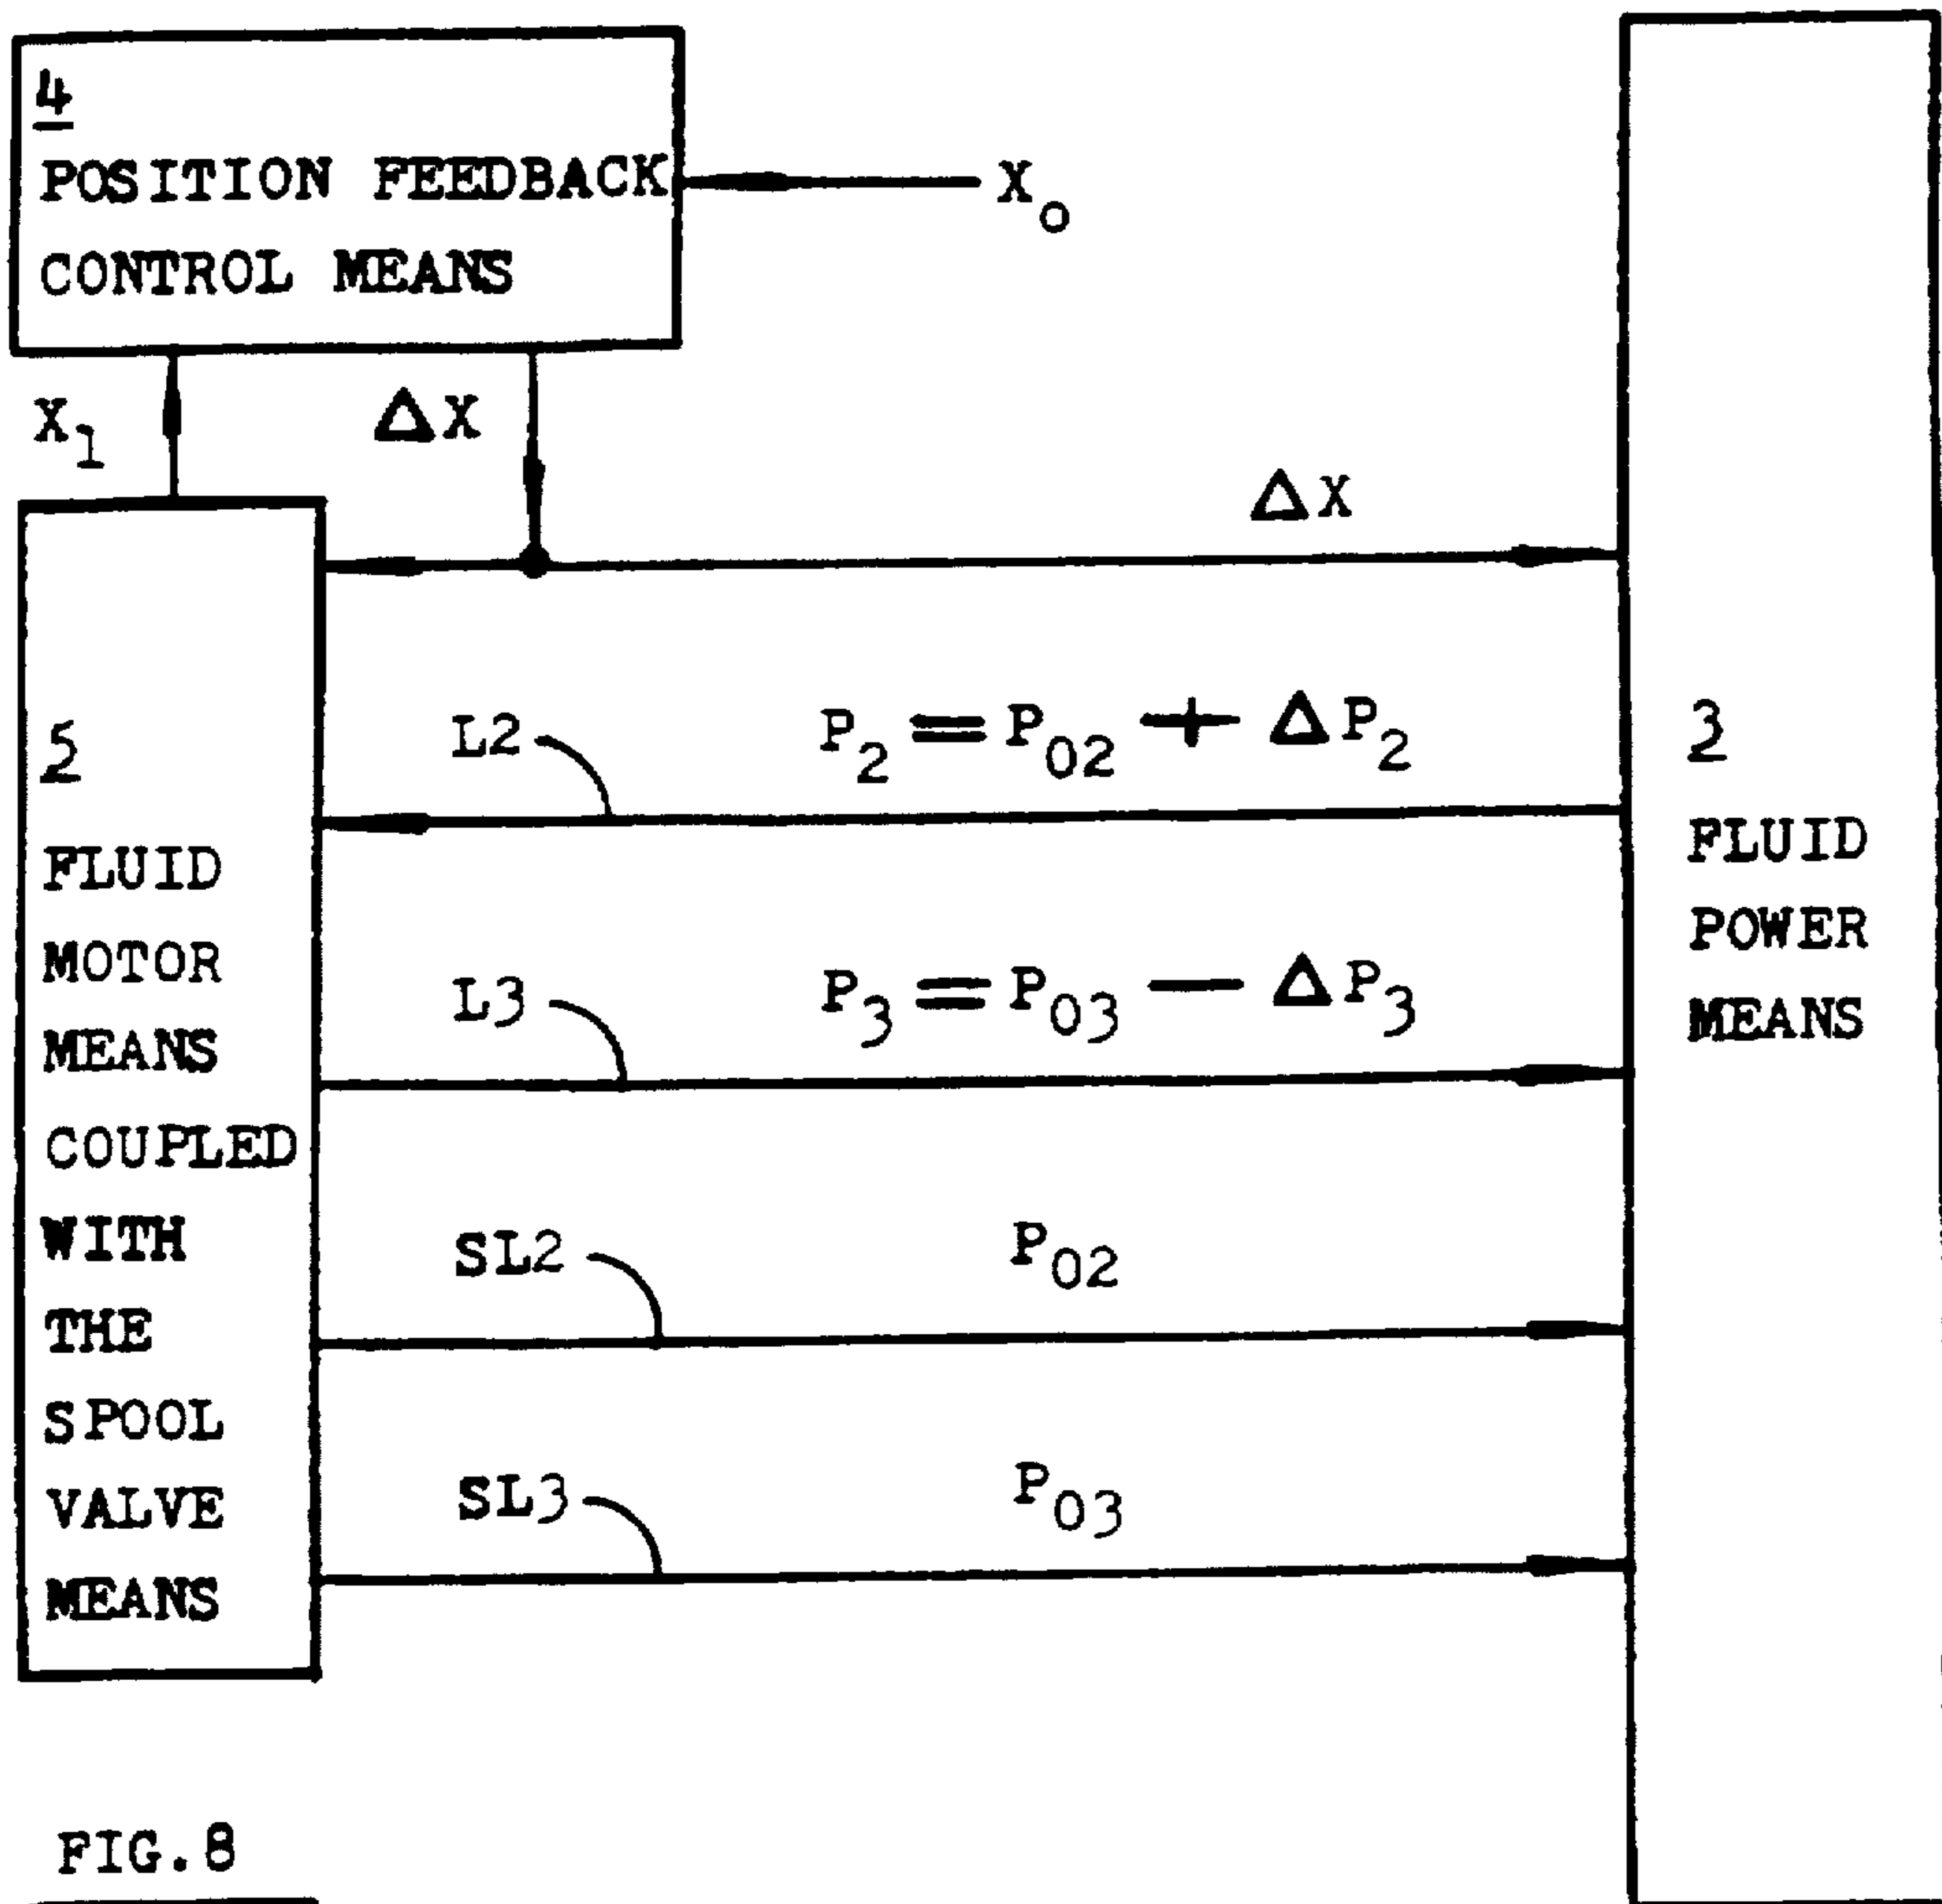 4
POSITION FEEDBACK
CONTROL MEANS
X₀
X₁
ΔX
ΔX
5
FLUID
MOTOR
MEANS
COUPLED
WITH
THE
SPOOL
VALVE
MEANS
L2
P₂ = P₀₂ + ΔP₂
L3
P₃ = P₀₃ — ΔP₃
SL2
P₀₂
SL3
P₀₃
2
FLUID
POWER
MEANS
FIG.8